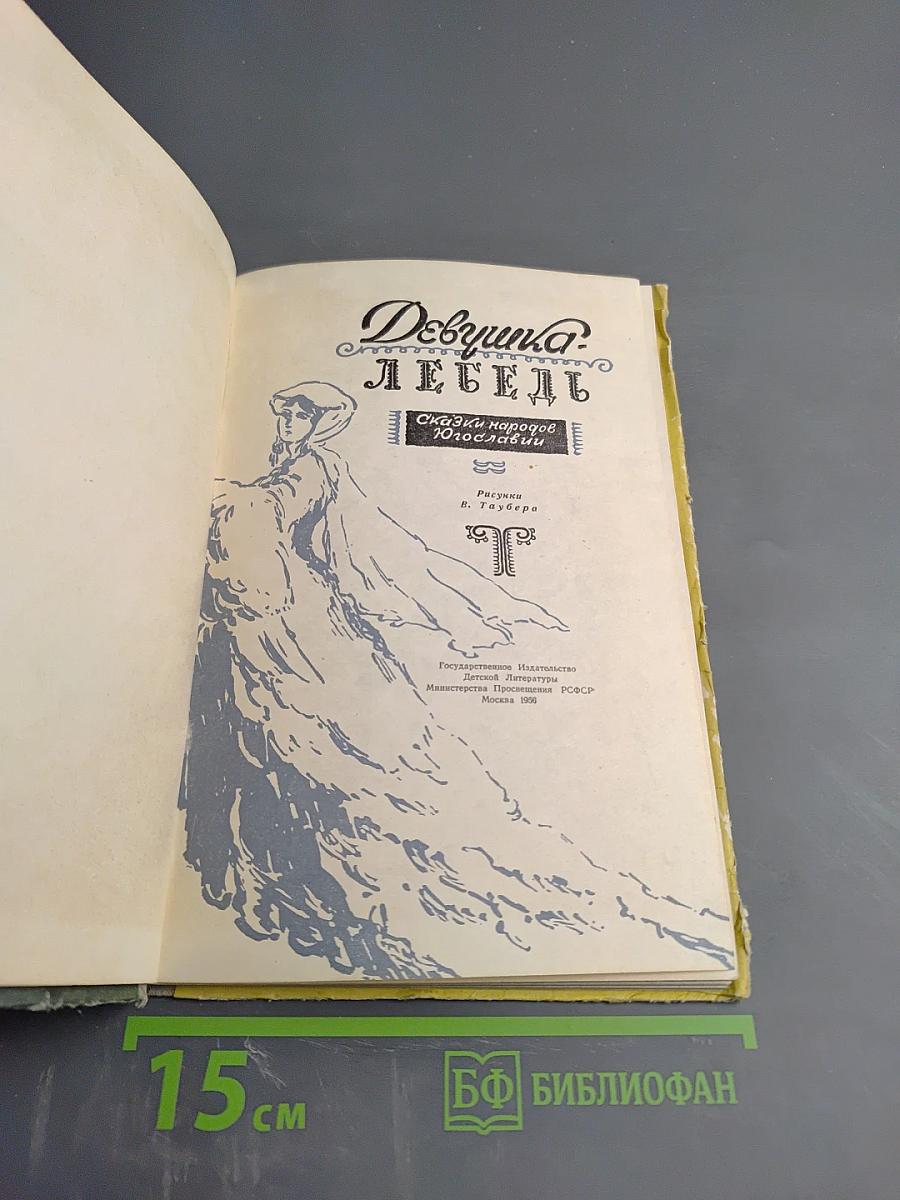 Девушка-
ЛЕБЕДЬ
Сказки народов
Югославии
Рисунки
В. Таубера
Государственное Издательство
Детской Литературы
Министерства Просвещения РСФСР
Москва 1956
15 см
БФ БИБЛИОФАН